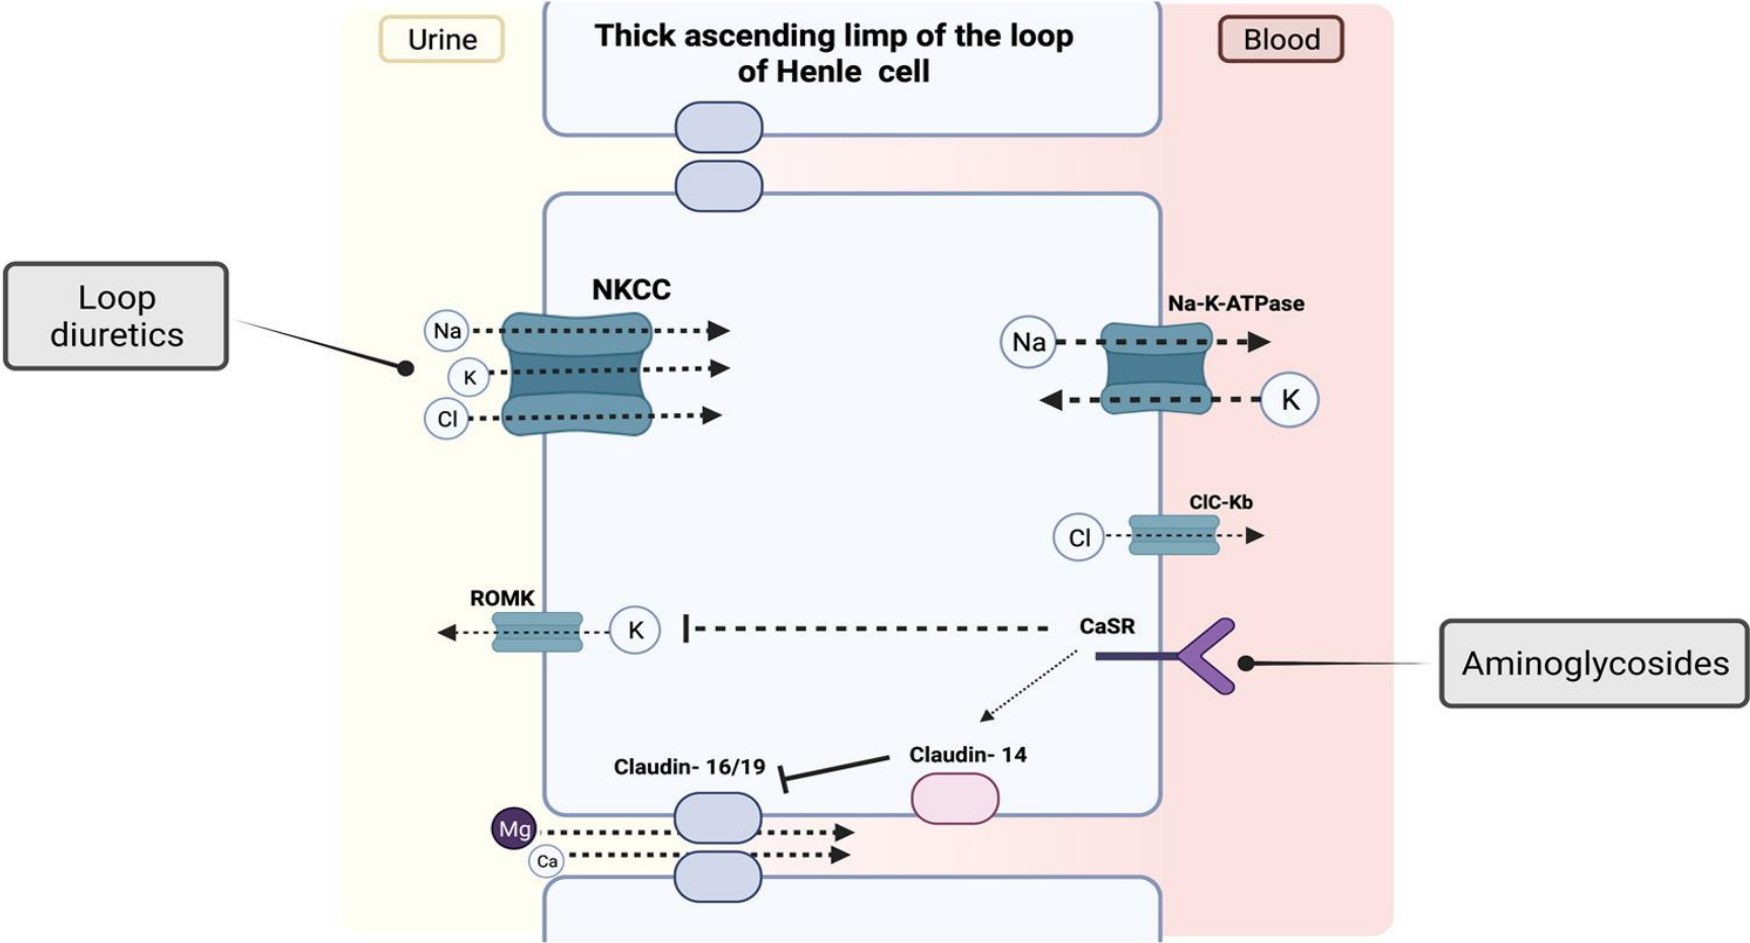 Urine
Thick ascending limp of the loop
of Henle cell
Blood
Loop
diuretics
NKCC
Na
K
Cl
Na-K-ATPase
Na
K
ClC-Kb
Cl
ROMK
K
CaSR
Aminoglycosides
Claudin- 16/19
Claudin- 14
Mg
Ca